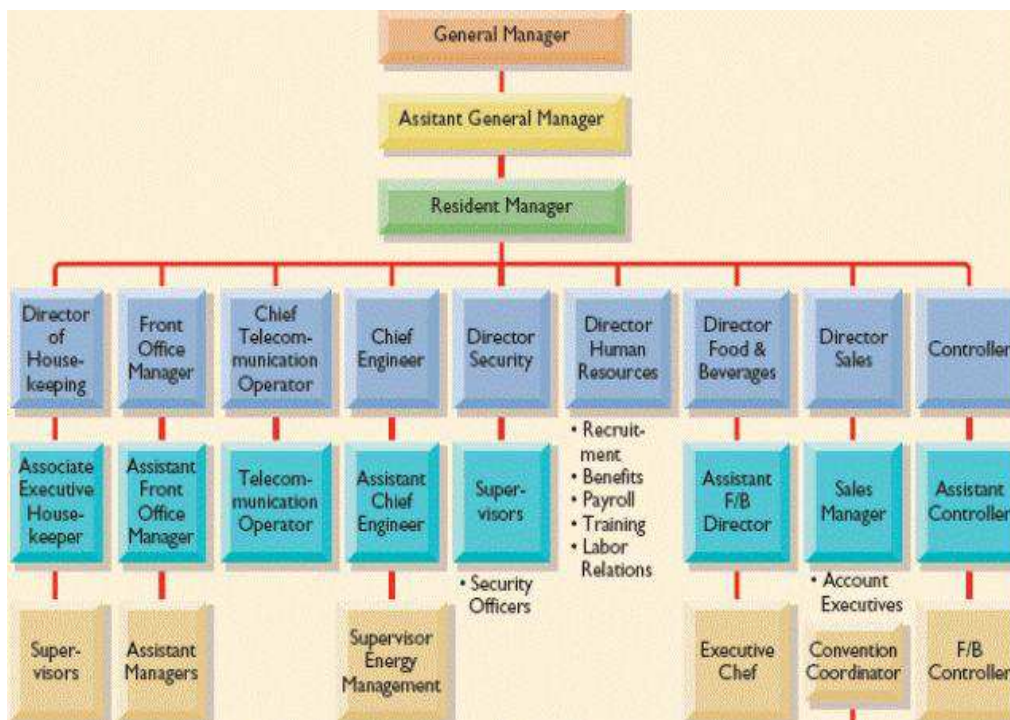 General Manager
Assitant General Manager
Resident Manager
Director
of
House-
keeping
Front
Office
Manager
Chief
Telecom-
munication
Operator
Chief
Engineer
Director
Security
Director
Human
Resources
Director
Food &
Beverages
Director
Sales
Controller
Associate
Executive
House-
keeper
Assistant
Front
Office
Manager
Telecom-
munication
Operator
Assistant
Chief
Engineer
Super-
visors
• Security
Officers
• Recruit-
ment
• Benefits
• Payroll
• Training
• Labor
Relations
Assistant
F/B
Director
Sales
Manager
• Account
Executives
Assistant
Controller
Super-
visors
Assistant
Managers
Supervisor
Energy
Management
Executive
Chef
Convention
Coordinator
F/B
Controller